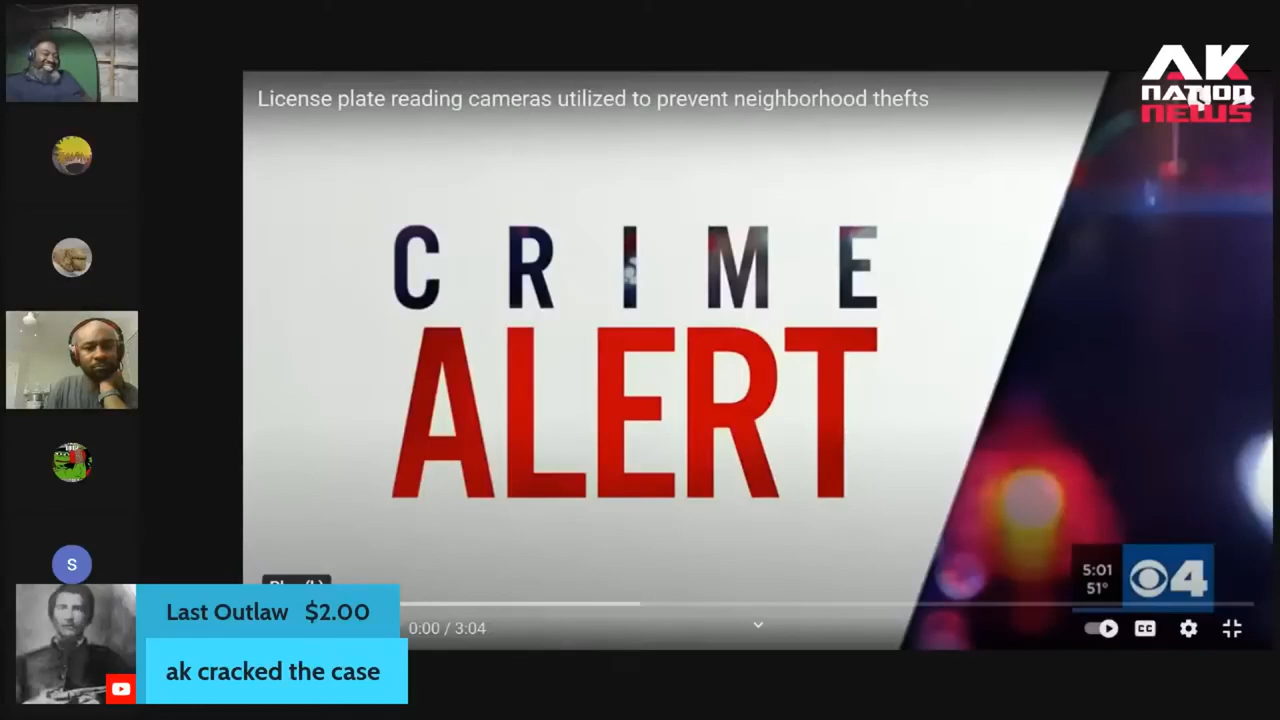 License plate reading cameras utilized to prevent neighborhood thefts
AK
NATION
NEWS
CRIME
ALERT
S
5:01
51°
4
Last Outlaw $2.00
0:00 / 3:04
CC
ak cracked the case